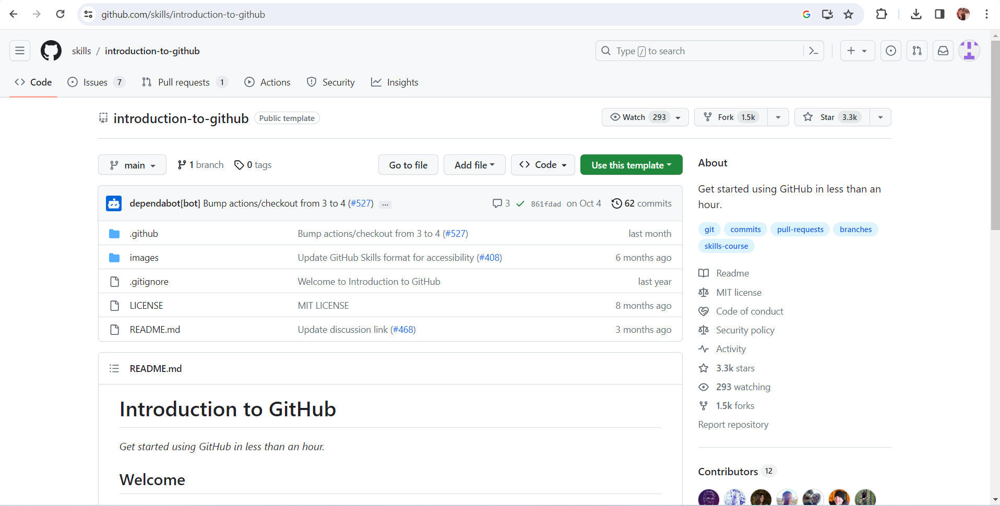 github.com/skills/introduction-to-github
skills / introduction-to-github
Type / to search
Code
Issues 7
Pull requests 1
Actions
Security
Insights
introduction-to-github Public template
Watch 293
Fork 1.5k
Star 3.3k
main
1 branch
0 tags
Go to file
Add file
Code
Use this template
dependabot[bot] Bump actions/checkout from 3 to 4 (#527) ...
3
861fdad on Oct 4
62 commits
.github Bump actions/checkout from 3 to 4 (#527) last month
images Update GitHub Skills format for accessibility (#408) 6 months ago
.gitignore Welcome to Introduction to GitHub last year
LICENSE MIT LICENSE 8 months ago
README.md Update discussion link (#468) 3 months ago
README.md
Introduction to GitHub
Get started using GitHub in less than an hour.
Welcome
About
Get started using GitHub in less than an
hour.
git commits pull-requests branches
skills-course
Readme
MIT license
Code of conduct
Security policy
Activity
3.3k stars
293 watching
1.5k forks
Report repository
Contributors 12